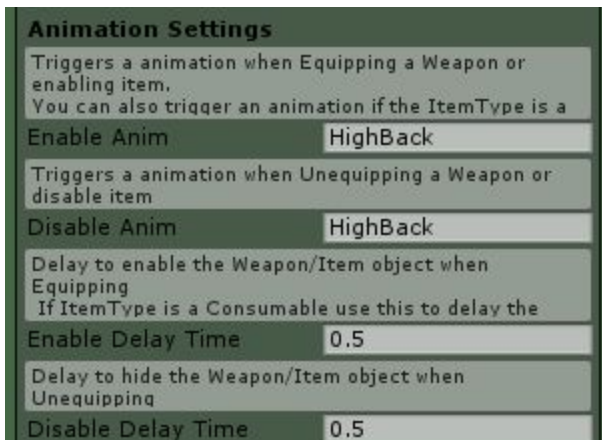 Animation Settings
Triggers a animation when Equipping a Weapon or
enabling item.
You can also trigger an animation if the ItemType is a
Enable Anim HighBack
Triggers a animation when Unequipping a Weapon or
disable item
Disable Anim HighBack
Delay to enable the Weapon/Item object when
Equipping
If ItemType is a Consumable use this to delay the
Enable Delay Time 0.5
Delay to hide the Weapon/Item object when
Unequipping
Disable Delay Time 0.5